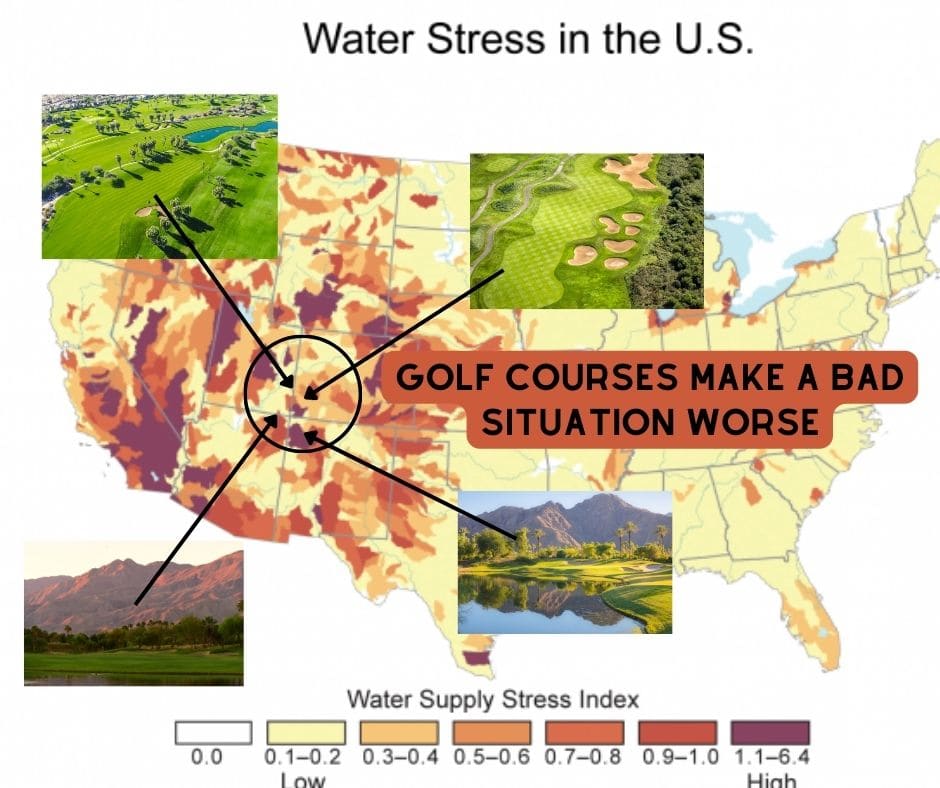 Water Stress in the U.S.
GOLF COURSES MAKE A BAD
SITUATION WORSE
Water Supply Stress Index
0.0 0.1–0.2 0.3–0.4 0.5–0.6 0.7–0.8 0.9–1.0 1.1–6.4
Low High